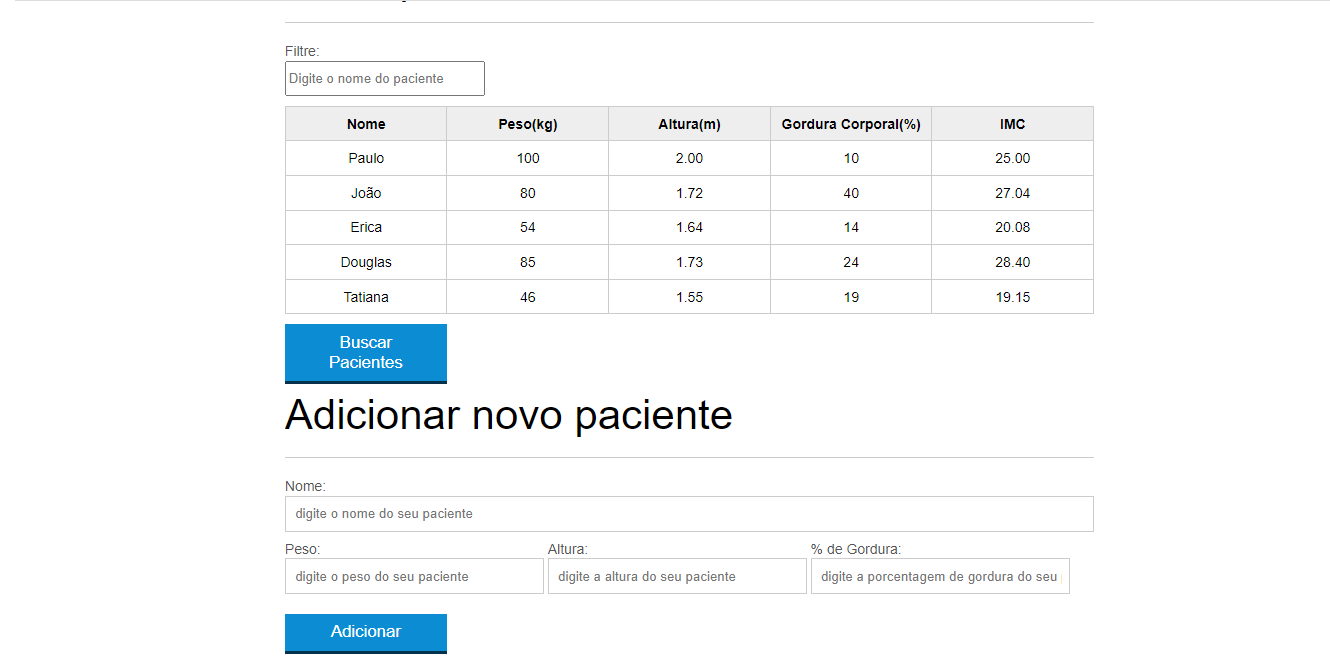 Filtre:
Digite o nome do paciente
Nome Peso(kg) Altura(m) Gordura Corporal(%) IMC
Paulo 100 2.00 10 25.00
João 80 1.72 40 27.04
Erica 54 1.64 14 20.08
Douglas 85 1.73 24 28.40
Tatiana 46 1.55 19 19.15
Buscar
Pacientes
Adicionar novo paciente
Nome:
digite o nome do seu paciente
Peso: Altura: % de Gordura:
digite o peso do seu paciente digite a altura do seu paciente digite a porcentagem de gordura do seu
Adicionar